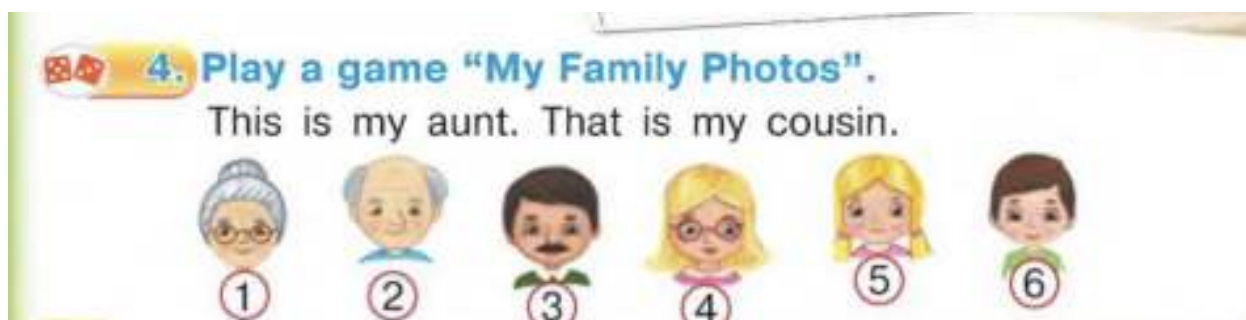 4. Play a game “My Family Photos”.
This is my aunt. That is my cousin.
1 2 3 4 5 6